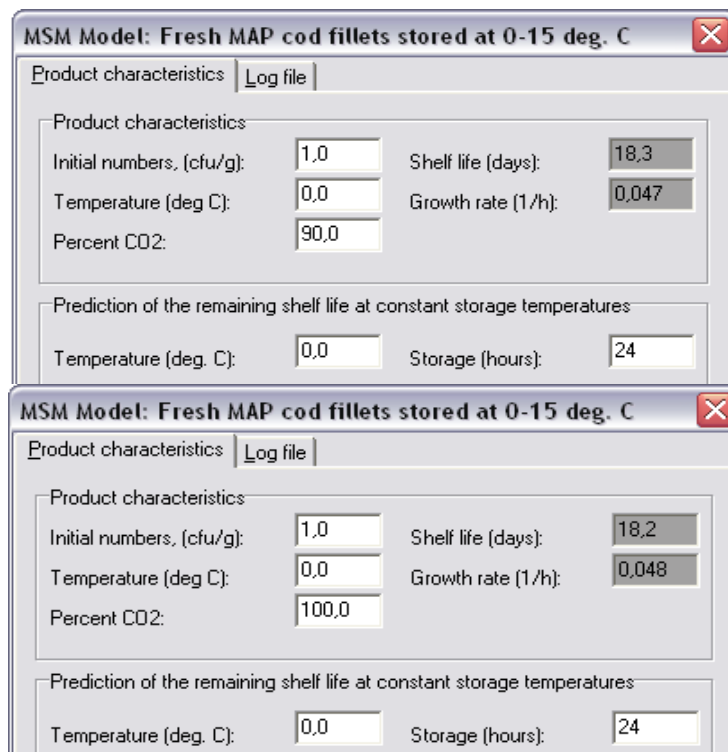 MSM Model: Fresh MAP cod fillets stored at 0-15 deg. C
Product characteristics Log file
Product characteristics
Initial numbers, (cfu/g): 1,0 Shelf life (days): 18,3
Temperature (deg C): 0,0 Growth rate (1/h): 0,047
Percent CO2: 90,0
Prediction of the remaining shelf life at constant storage temperatures
Temperature (deg. C): 0,0 Storage (hours): 24
MSM Model: Fresh MAP cod fillets stored at 0-15 deg. C
Product characteristics Log file
Product characteristics
Initial numbers, (cfu/g): 1,0 Shelf life (days): 18,2
Temperature (deg C): 0,0 Growth rate (1/h): 0,048
Percent CO2: 100,0
Prediction of the remaining shelf life at constant storage temperatures
Temperature (deg. C): 0,0 Storage (hours): 24